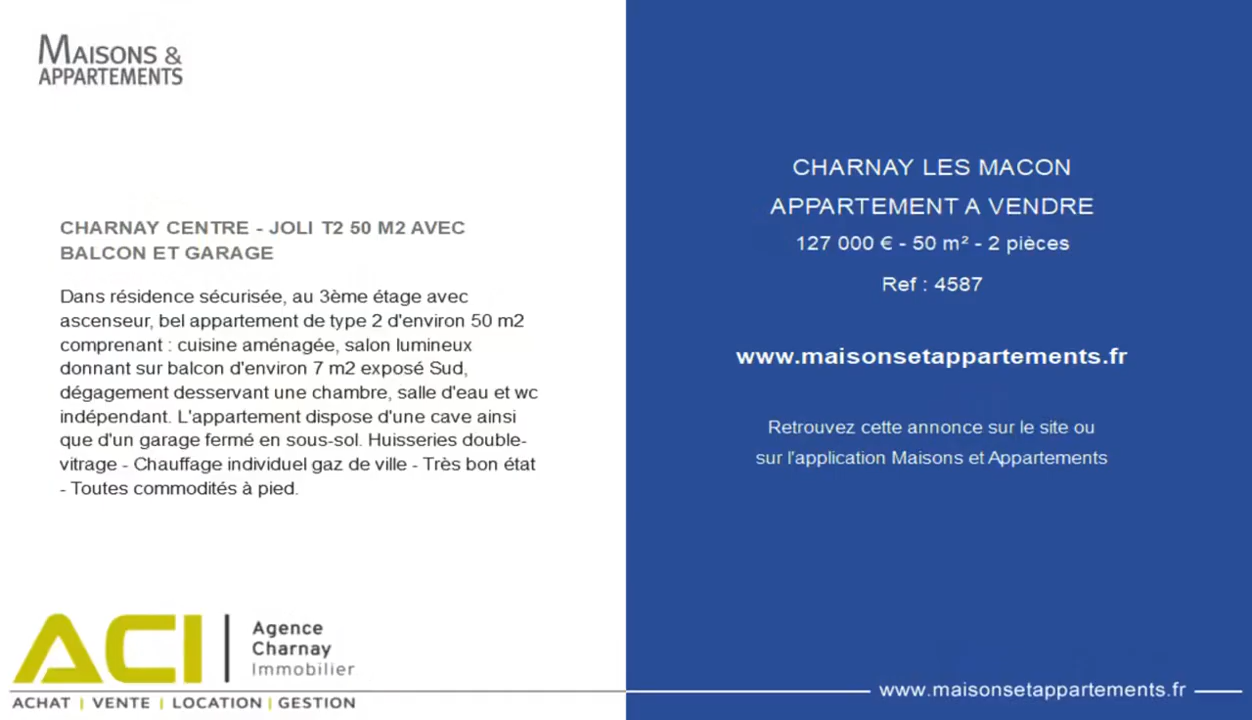 MAISONS &
APPARTEMENTS
CHARNAY CENTRE - JOLI T2 50 M2 AVEC
BALCON ET GARAGE
Dans résidence sécurisée, au 3ème étage avec
ascenseur, bel appartement de type 2 d'environ 50 m2
comprenant : cuisine aménagée, salon lumineux
donnant sur balcon d'environ 7 m2 exposé Sud,
dégagement desservant une chambre, salle d'eau et wc
indépendant. L'appartement dispose d'une cave ainsi
que d'un garage fermé en sous-sol. Huisseries double-
vitrage - Chauffage individuel gaz de ville - Très bon état
- Toutes commodités à pied.
ACI
Agence
Charnay
Immobilier
ACHAT | VENTE | LOCATION | GESTION
CHARNAY LES MACON
APPARTEMENT A VENDRE
127 000 € - 50 m² - 2 pièces
Ref : 4587
www.maisonsetappartements.fr
Retrouvez cette annonce sur le site ou
sur l'application Maisons et Appartements
www.maisonsetappartements.fr